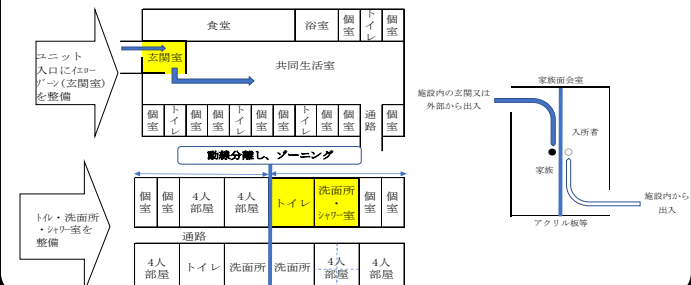 ユニット
入口にｲｴﾛｰ
ｿﾞｰﾝ(玄関室)
を整備
食堂
浴室
個
室
ト
イ
レ
個
室
玄関室
共同生活室
個
室
ト
イ
レ
個
室
ト
イ
レ
個
室
ト
イ
レ
個
室
ト
イ
レ
個
室
個
室
通
路
個
室
動線分離し、ゾーニング
ﾄｲﾚ・洗面所
・ｼｬﾜｰ室を
整備
個
室
個
室
4人
部屋
4人
部屋
トイレ
洗面所
・
ｼｬﾜｰ室
個
室
個
室
通路
4人
部屋
トイレ
洗面所
洗面所
4人
部屋
4人
部屋
家族面会室
施設内の玄関又は
外部から出入
入所者
家族
施設内から
出入
アクリル板等